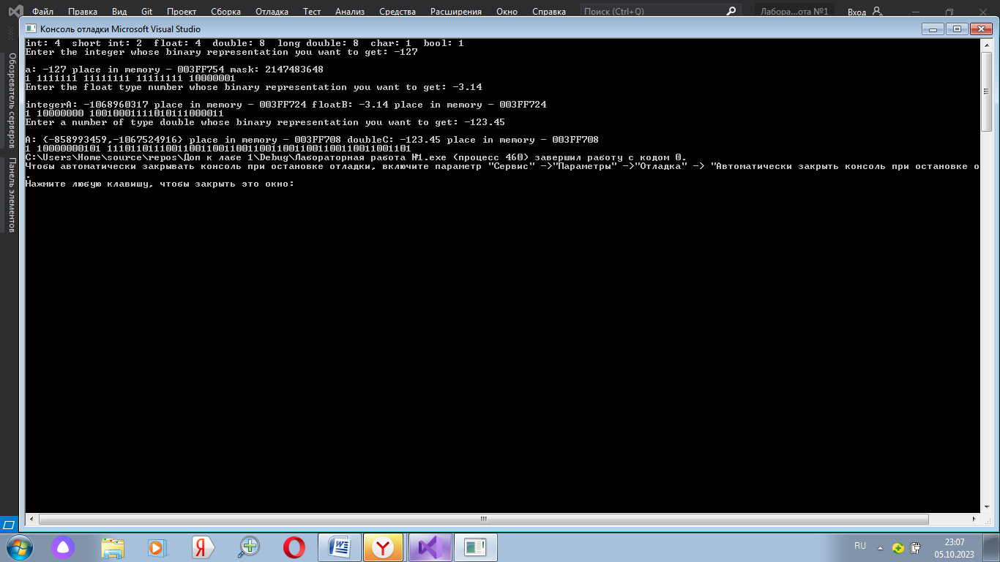 Файл Правка Вид Git Проект Сборка Отладка Тест Анализ Средства Расширения Окно Справка Поиск (Ctrl+Q) Лабора...ота №1 Вход
Консоль отладки Microsoft Visual Studio
Обозреватель серверов
Панель элементов
int: 4 short int: 2 float: 4 double: 8 long double: 8 char: 1 bool: 1
Enter the integer whose binary representation you want to get: -127
a: -127 place in memory - 003FF754 mask: 2147483648
1 1111111 11111111 11111111 10000001
Enter the float type number whose binary representation you want to get: -3.14
integerA: -1068960317 place in memory - 003FF724 floatB: -3.14 place in memory - 003FF724
1 10000000 10010001111010111000011
Enter a number of type double whose binary representation you want to get: -123.45
A: {-858993459,-1067524916} place in memory - 003FF708 doubleC: -123.45 place in memory - 003FF708
1 10000000101 1110110111001100110011001100110011001100110011001101
C:\Users\Home\source\repos\Доп к лабе 1\Debug\Лабораторная работа №1.exe (процесс 460) завершил работу с кодом 0.
Чтобы автоматически закрывать консоль при остановке отладки, включите параметр "Сервис" ->"Параметры" ->"Отладка" -> "Автоматически закрыть консоль при остановке о
.
Нажмите любую клавишу, чтобы закрыть это окно:
RU
23:07
05.10.2023